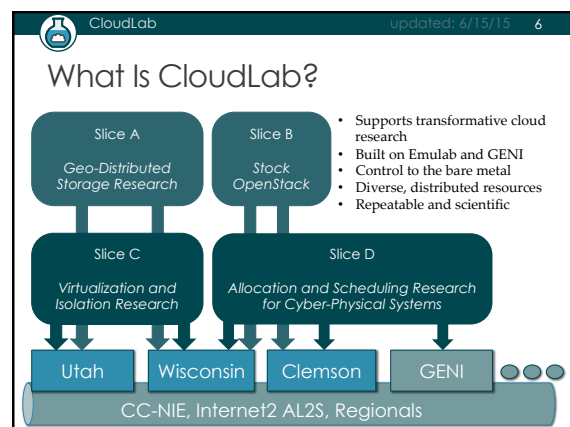 CloudLab
updated: 6/15/15
6
What Is CloudLab?
Slice A
Geo-Distributed
Storage Research
Slice B
Stock
OpenStack
• Supports transformative cloud
research
• Built on Emulab and GENI
• Control to the bare metal
• Diverse, distributed resources
• Repeatable and scientific
Slice C
Virtualization and
Isolation Research
Slice D
Allocation and Scheduling Research
for Cyber-Physical Systems
Utah
Wisconsin
Clemson
GENI
CC-NIE, Internet2 AL2S, Regionals